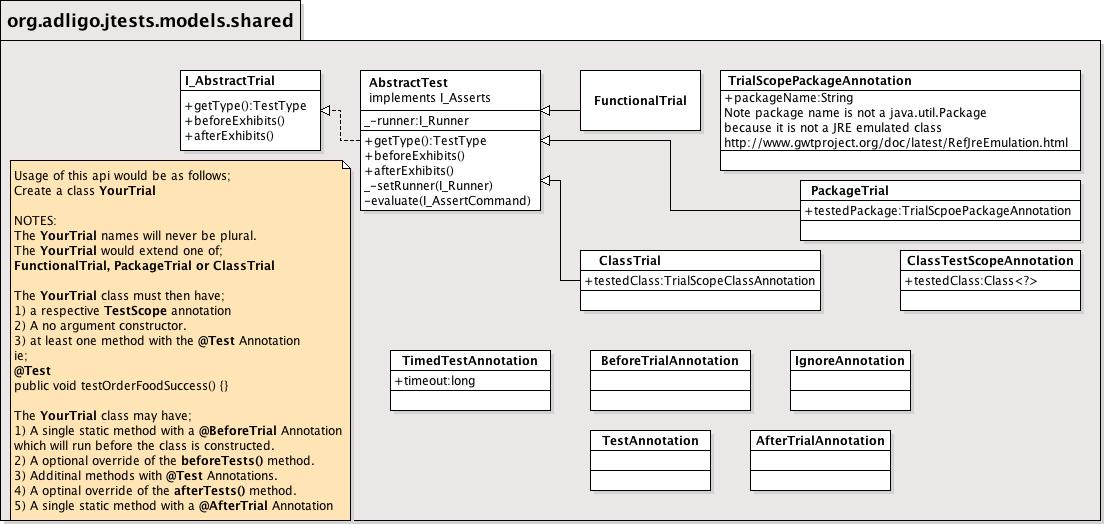 org.adligo.jtests.models.shared
I_AbstractTrial
+getType():TestType
+beforeExhibits()
+afterExhibits()
AbstractTest
implements I_Asserts
_-runner:I_Runner
+getType():TestType
+beforeExhibits()
+afterExhibits()
_-setRunner(I_Runner)
-evaluate(I_AssertCommand)
FunctionalTrial
TrialScopePackageAnnotation
+packageName:String
Note package name is not a java.util.Package
because it is not a JRE emulated class
http://www.gwtproject.org/doc/latest/RefJreEmulation.html
PackageTrial
+testedPackage:TrialScpoePackageAnnotation
ClassTrial
+testedClass:TrialScopeClassAnnotation
ClassTestScopeAnnotation
+testedClass:Class<?>
TimedTestAnnotation
+timeout:long
BeforeTrialAnnotation
IgnoreAnnotation
TestAnnotation
AfterTrialAnnotation
Usage of this api would be as follows;
Create a class YourTrial
NOTES:
The YourTrial names will never be plural.
The YourTrial would extend one of;
FunctionalTrial, PackageTrial or ClassTrial
The YourTrial class must then have;
1) a respective TestScope annotation
2) A no argument constructor.
3) at least one method with the @Test Annotation
ie;
@Test
public void testOrderFoodSuccess() {}
The YourTrial class may have;
1) A single static method with a @BeforeTrial Annotation
which will run before the class is constructed.
2) A optional override of the beforeTests() method.
3) Additinal methods with @Test Annotations.
4) A optinal override of the afterTests() method.
5) A single static method with a @AfterTrial Annotation